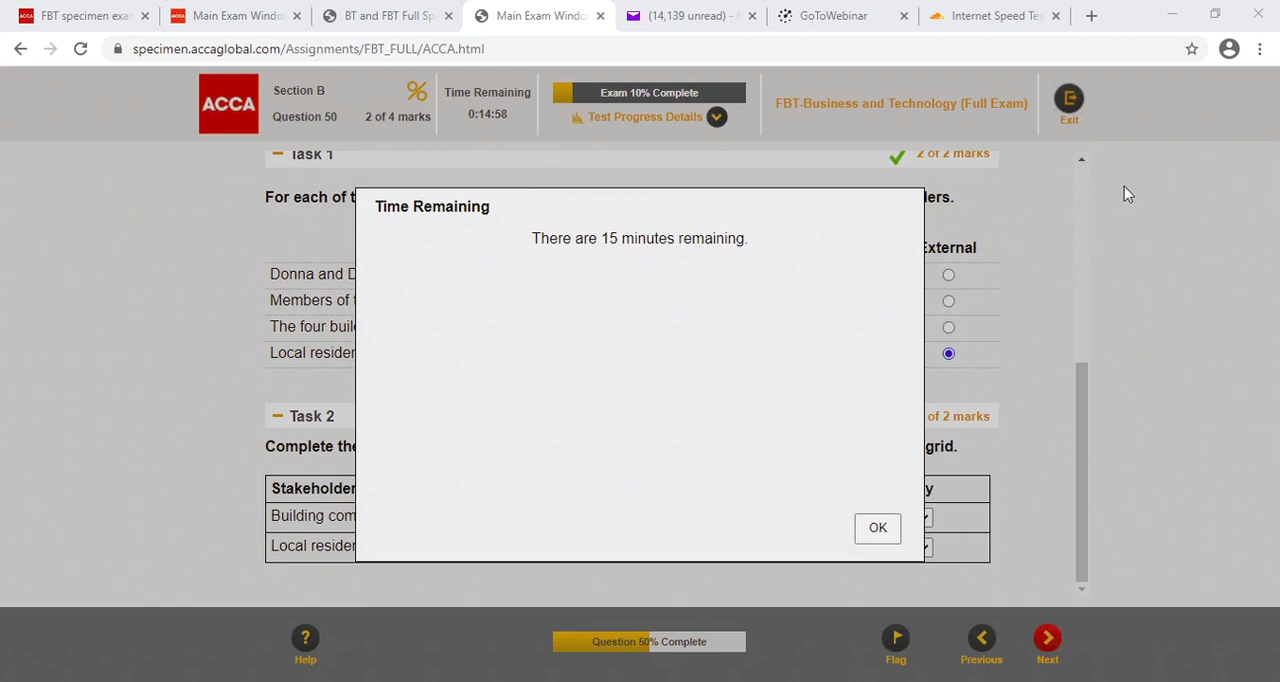 FBT specimen exar
Main Exam Windo
BT and FBT Full Sp
Main Exam Windo
(14,139 unread) - f
GoToWebinar
Internet Speed Tes
specimen.accaglobal.com/Assignments/FBT_FULL/ACCA.html
ACCA
Section B
Question 50
%
2 of 4 marks
Time Remaining
0:14:58
Exam 10% Complete
Test Progress Details
FBT-Business and Technology (Full Exam)
Exit
Task 1
2 of 2 marks
For each of t
ers.
External
Donna and D
Members of t
The four buil
Local residen
Time Remaining
There are 15 minutes remaining.
OK
Task 2
of 2 marks
Complete the
grid.
Stakeholder
y
Building com
Local residen
? Help
Question 50% Complete
Flag
Previous
Next